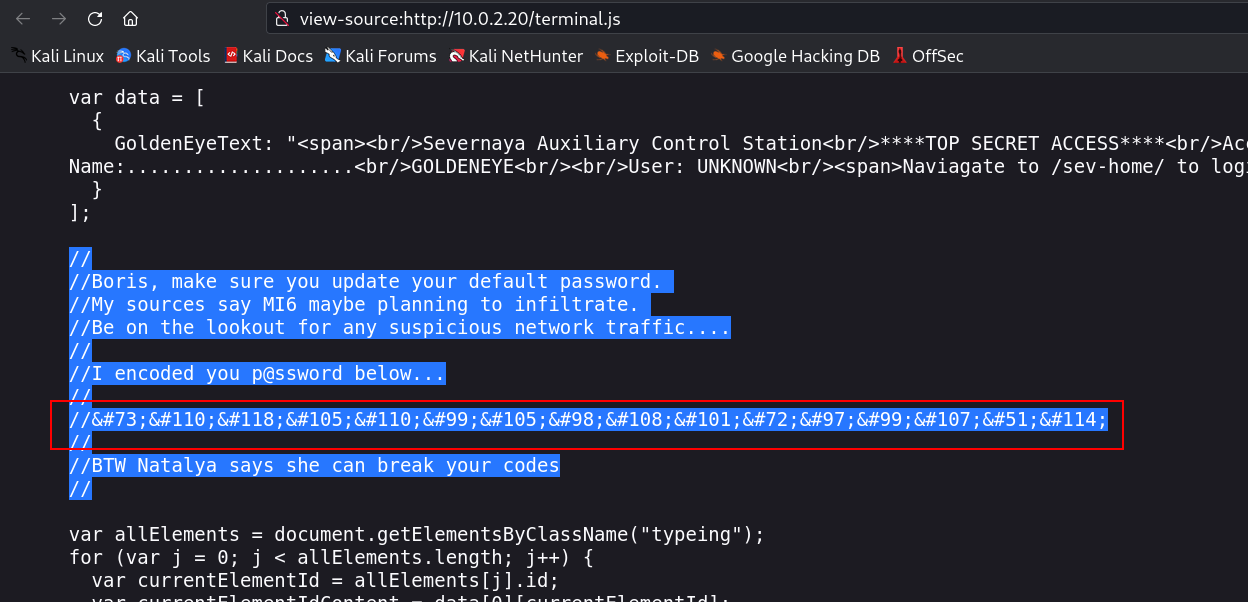 view-source:http://10.0.2.20/terminal.js
Kali Linux Kali Tools Kali Docs Kali Forums Kali NetHunter Exploit-DB Google Hacking DB OffSec
var data = [
{
GoldenEyeText: "<span><br/>Severnaya Auxiliary Control Station<br/>****TOP SECRET ACCESS****<br/>Acc
Name:....................<br/>GOLDENEYE<br/><br/>User: UNKNOWN<br/><span>Naviagate to /sev-home/ to logi
}
];
//
//Boris, make sure you update your default password.
//My sources say MI6 maybe planning to infiltrate.
//Be on the lookout for any suspicious network traffic....
//
//I encoded you p@ssword below...
//
//&#73;&#110;&#118;&#105;&#110;&#99;&#105;&#98;&#108;&#101;&#72;&#97;&#99;&#107;&#51;&#114;
//
//BTW Natalya says she can break your codes
//
var allElements = document.getElementsByClassName("typeing");
for (var j = 0; j < allElements.length; j++) {
var currentElementId = allElements[j].id;
var currentElementIdContent = data[0][currentElementId];